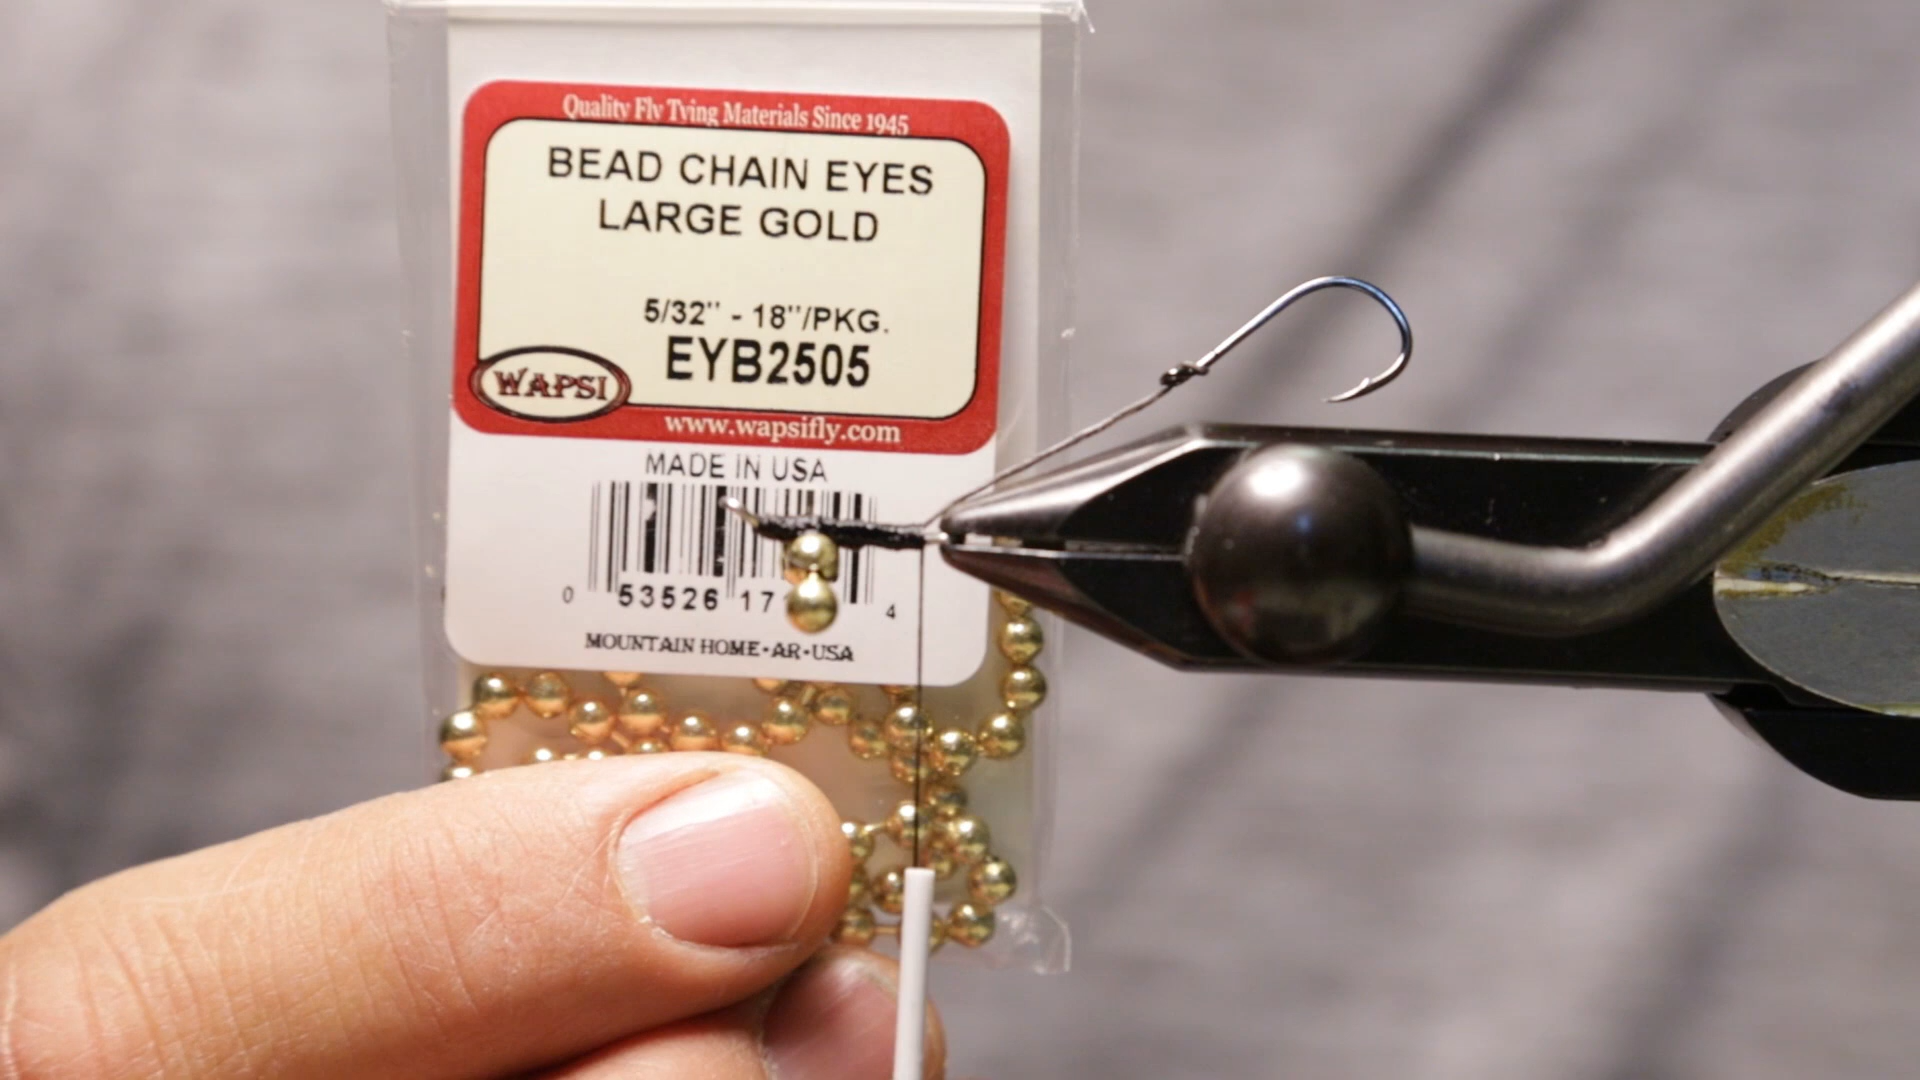 Quality Fly Tying Materials Since 1945
BEAD CHAIN EYES
LARGE GOLD
5/32" - 18"/PKG.
EYB2505
WAPSI
www.wapsifly.com
MADE IN USA
0 53526 17 4
MOUNTAIN HOME•AR•USA